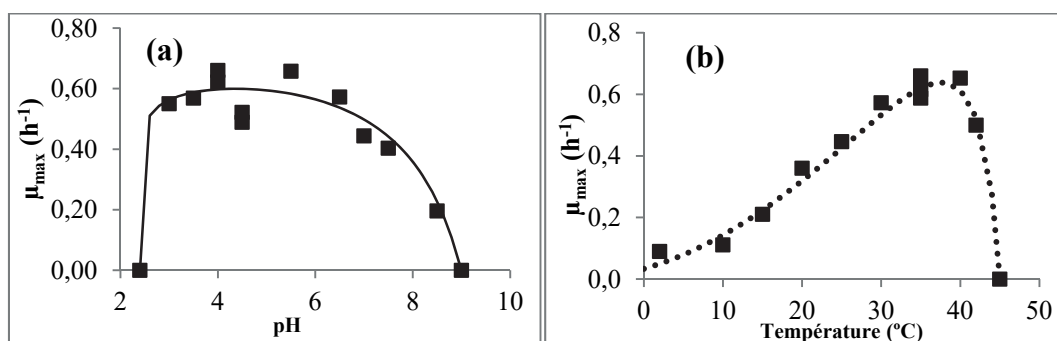 (a)
μmax (h-1)
0,80
0,60
0,40
0,20
0,00
2 4 6 8 10
pH
(b)
μmax (h-1)
0,8
0,6
0,4
0,2
0,0
0 10 20 30 40 50
Température (ºC)